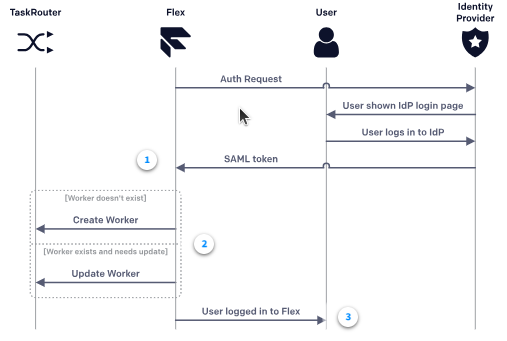 TaskRouter
Flex
User
Identity
Provider
Auth Request
User shown IdP login page
User logs in to IdP
1
SAML token
[Worker doesn't exist]
Create Worker
2
[Worker exists and needs update]
Update Worker
User logged in to Flex
3